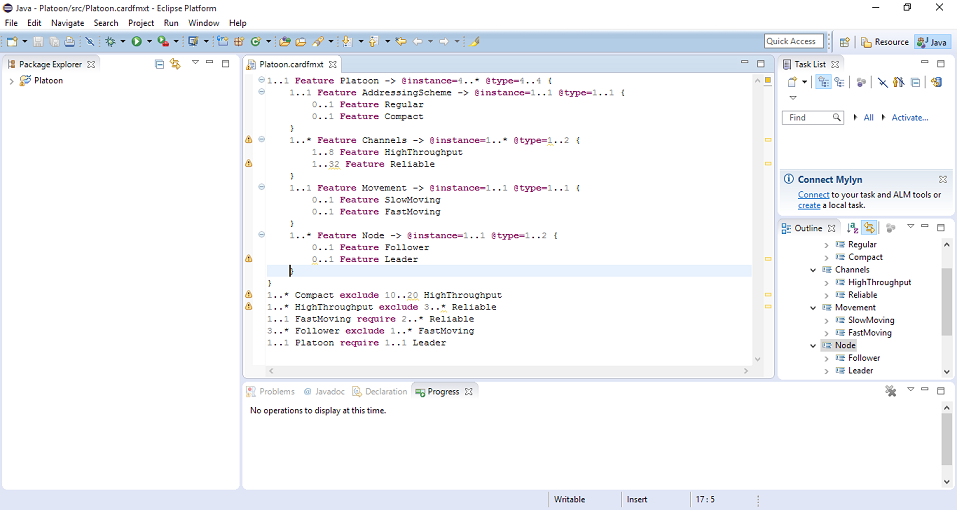 Java - Platoon/src/Platoon.cardfmxt - Eclipse Platform
File Edit Navigate Search Project Run Window Help
Quick Access Resource Java
Package Explorer
Platoon
Platoon.cardfmxt
1..1 Feature Platoon -> @instance=4..* @type=4..4 {
1..1 Feature AddressingScheme -> @instance=1..1 @type=1..1 {
0..1 Feature Regular
0..1 Feature Compact
}
1..* Feature Channels -> @instance=1..* @type=1..2 {
1..8 Feature HighThroughput
1..32 Feature Reliable
}
1..1 Feature Movement -> @instance=1..1 @type=1..1 {
0..1 Feature SlowMoving
0..1 Feature FastMoving
}
1..* Feature Node -> @instance=1..1 @type=1..2 {
0..1 Feature Follower
0..1 Feature Leader
}
}
1..* Compact exclude 10..20 HighThroughput
1..* HighThroughput exclude 3..* Reliable
1..1 FastMoving require 2..* Reliable
3..* Follower exclude 1..* FastMoving
1..1 Platoon require 1..1 Leader
Task List
Find All Activate...
Connect Mylyn
Connect to your task and ALM tools or
create a local task.
Outline
Regular
Compact
Channels
HighThroughput
Reliable
Movement
SlowMoving
FastMoving
Node
Follower
Leader
Problems @ Javadoc Declaration Progress
No operations to display at this time.
Writable Insert 17 : 5